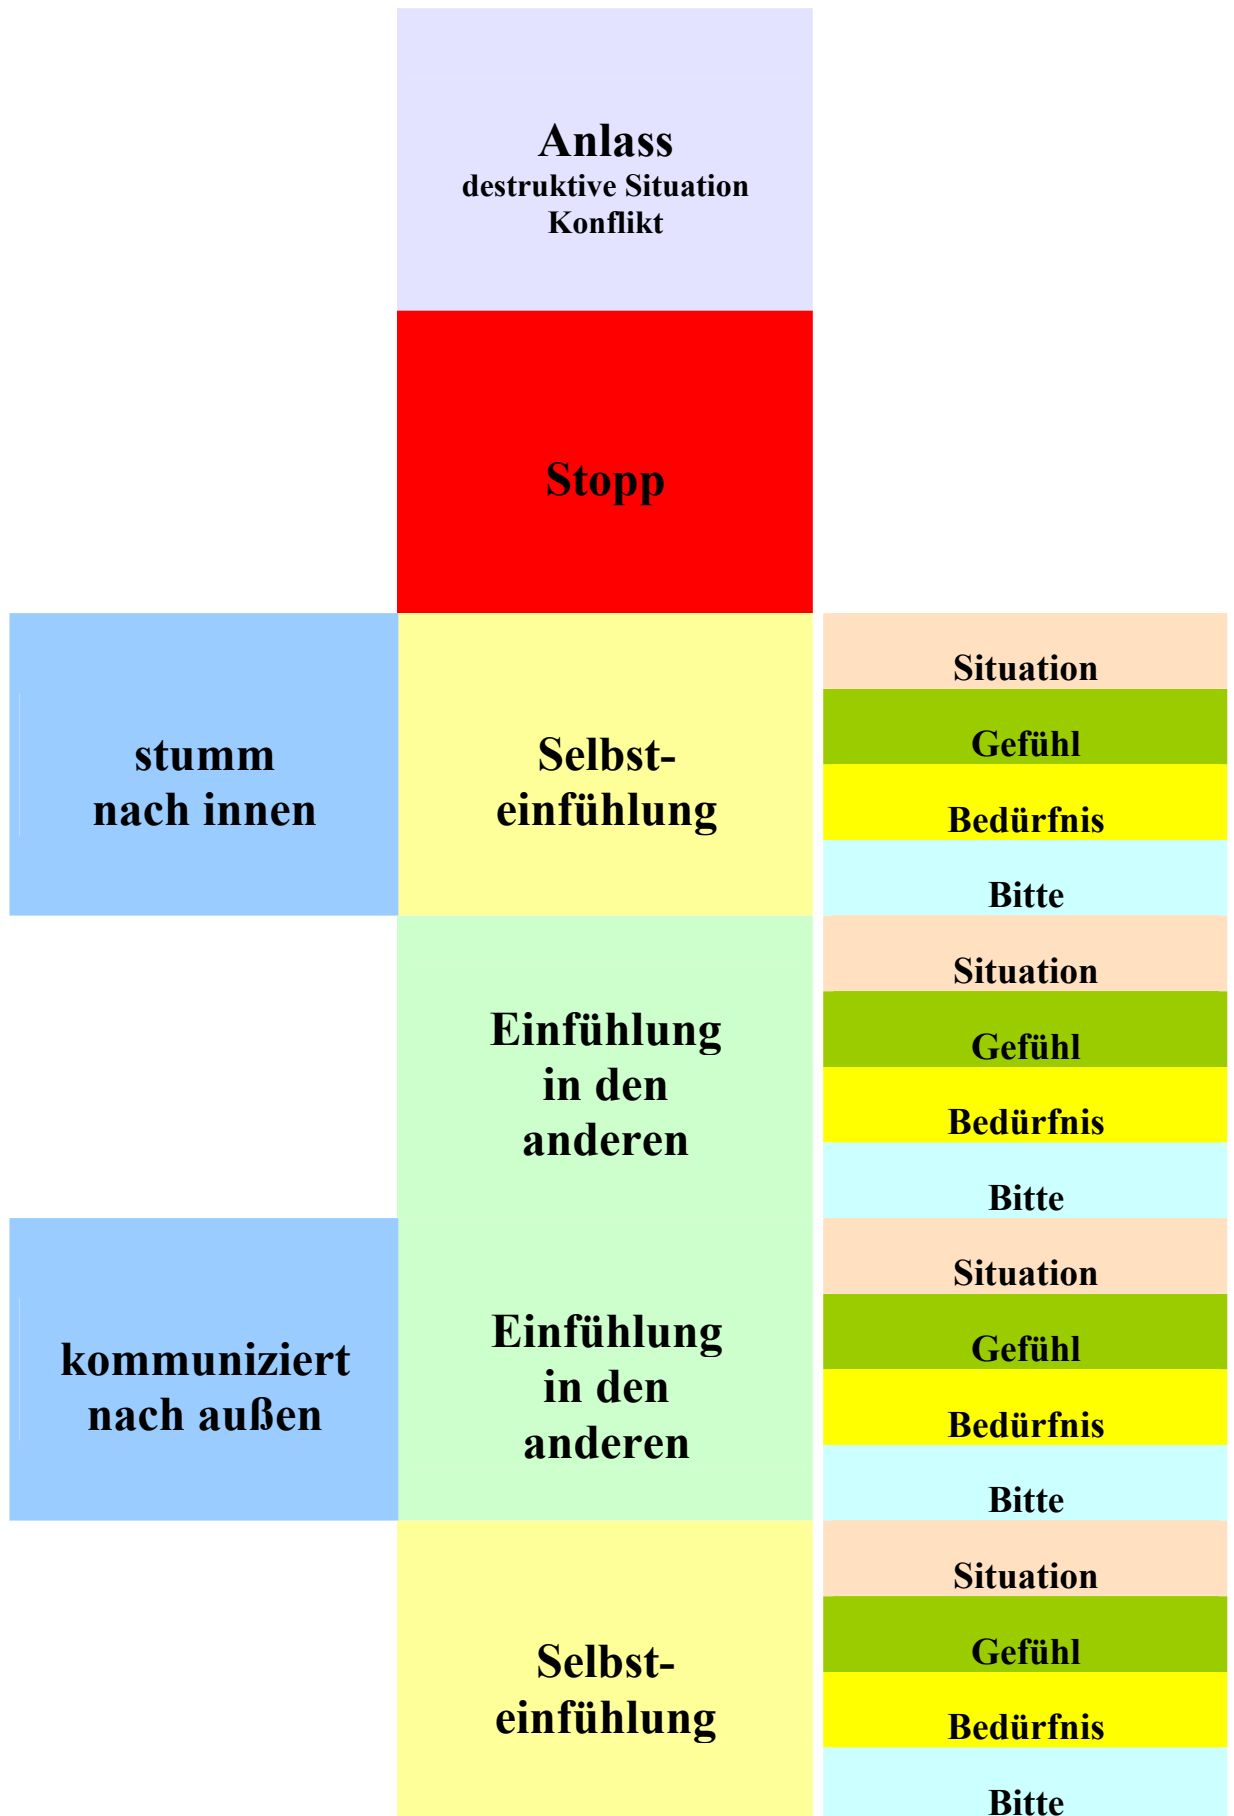 Anlass
destruktive Situation
Konflikt
Stopp
stumm
nach innen
Selbst-
einfühlung
Situation
Gefühl
Bedürfnis
Bitte
Einfühlung
in den
anderen
Situation
Gefühl
Bedürfnis
Bitte
kommuniziert
nach außen
Einfühlung
in den
anderen
Situation
Gefühl
Bedürfnis
Bitte
Selbst-
einfühlung
Situation
Gefühl
Bedürfnis
Bitte